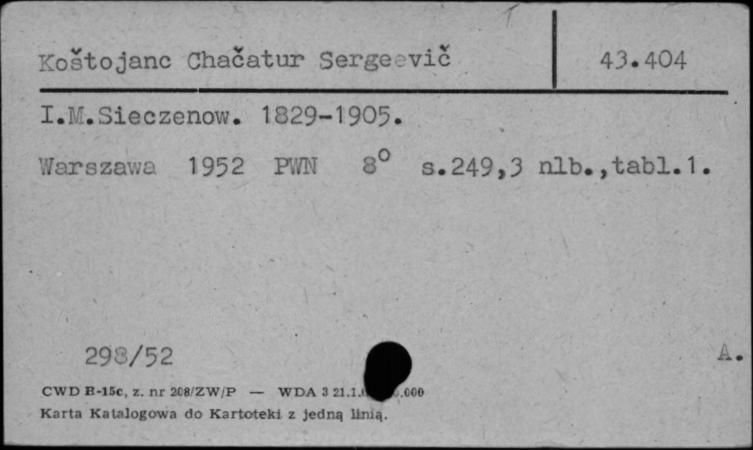 Koštojanc Chačatur Sergeevič 43.404
I.M.Sieczenow. 1829-1905.
Warszawa 1952 PWN 8° s.249,3 nlb.,tabl.1.
298/52 A.
CWD B-15c, z. nr 208/ZW/P — WDA 3 21.1. .000
Karta Katalogowa do Kartoteki z jedną linią.